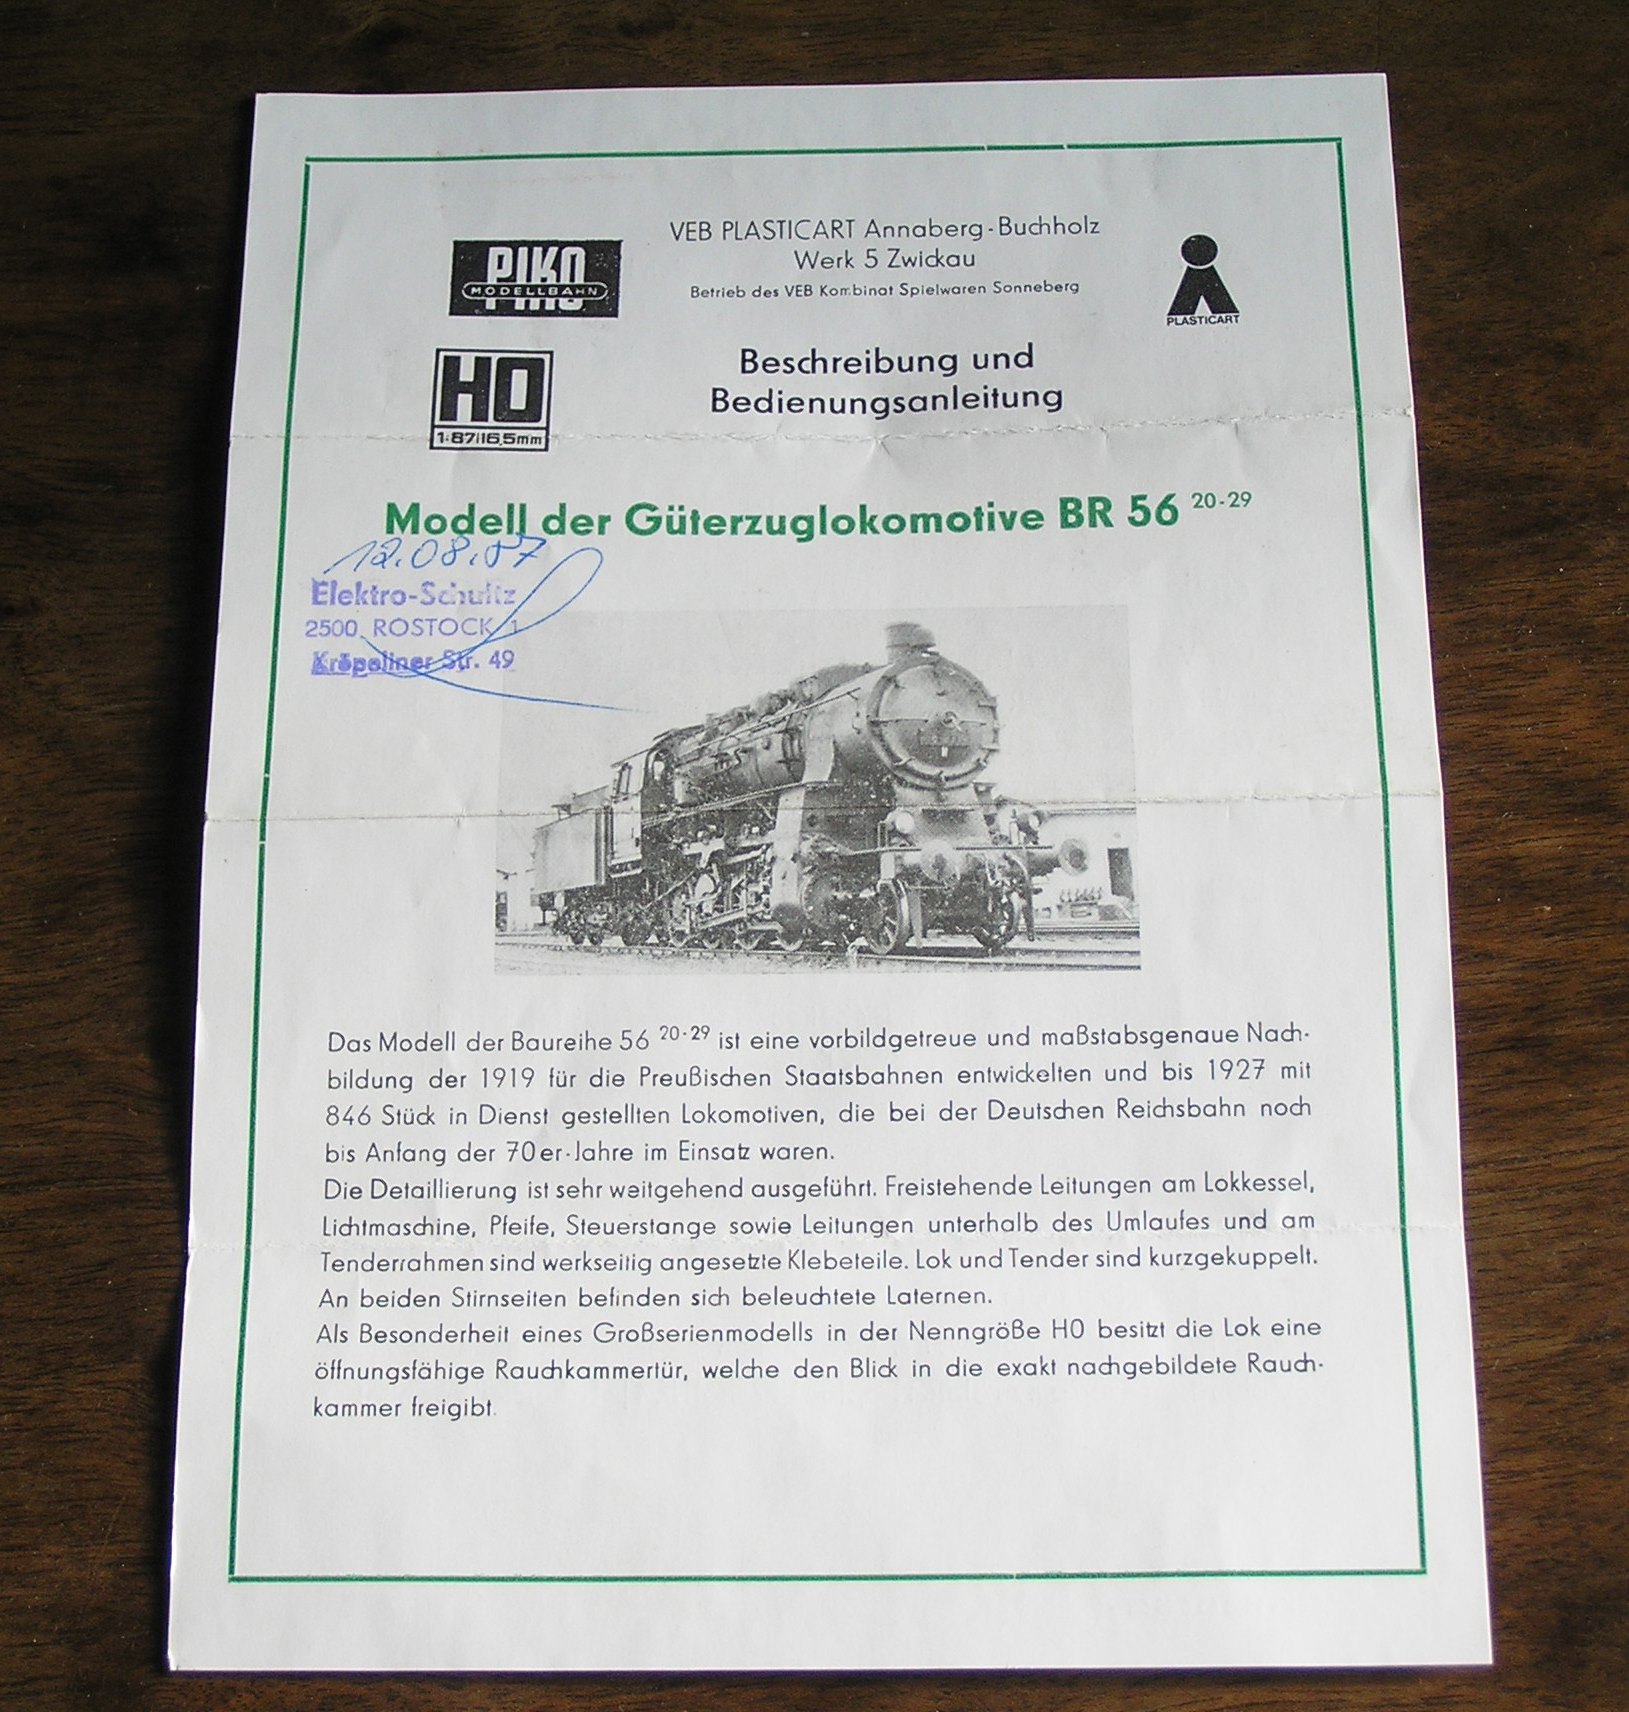 VEB PLASTICART Annaberg-Buchholz
Werk 5 Zwickau
Betrieb des VEB Kombinat Spielwaren Sonneberg
PIKO
MODELLBAHN
PLASTICART
H0
1:87/16,5mm
Beschreibung und
Bedienungsanleitung
Modell der Güterzuglokomotive BR 56 20-29
12.08.87
Elektro-Schultz
2500 ROSTOCK 1
Kröpeliner Str. 49
Das Modell der Baureihe 56 20-29 ist eine vorbildgetreue und maßstabsgenaue Nach-
bildung der 1919 für die Preußischen Staatsbahnen entwickelten und bis 1927 mit
846 Stück in Dienst gestellten Lokomotiven, die bei der Deutschen Reichsbahn noch
bis Anfang der 70er-Jahre im Einsatz waren.
Die Detaillierung ist sehr weitgehend ausgeführt. Freistehende Leitungen am Lokkessel,
Lichtmaschine, Pfeife, Steuerstange sowie Leitungen unterhalb des Umlaufes und am
Tenderrahmen sind werkseitig angesetzte Klebeteile. Lok und Tender sind kurzgekuppelt.
An beiden Stirnseiten befinden sich beleuchtete Laternen.
Als Besonderheit eines Großserienmodells in der Nenngröße H0 besitzt die Lok eine
öffnungsfähige Rauchkammertür, welche den Blick in die exakt nachgebildete Rauch-
kammer freigibt.